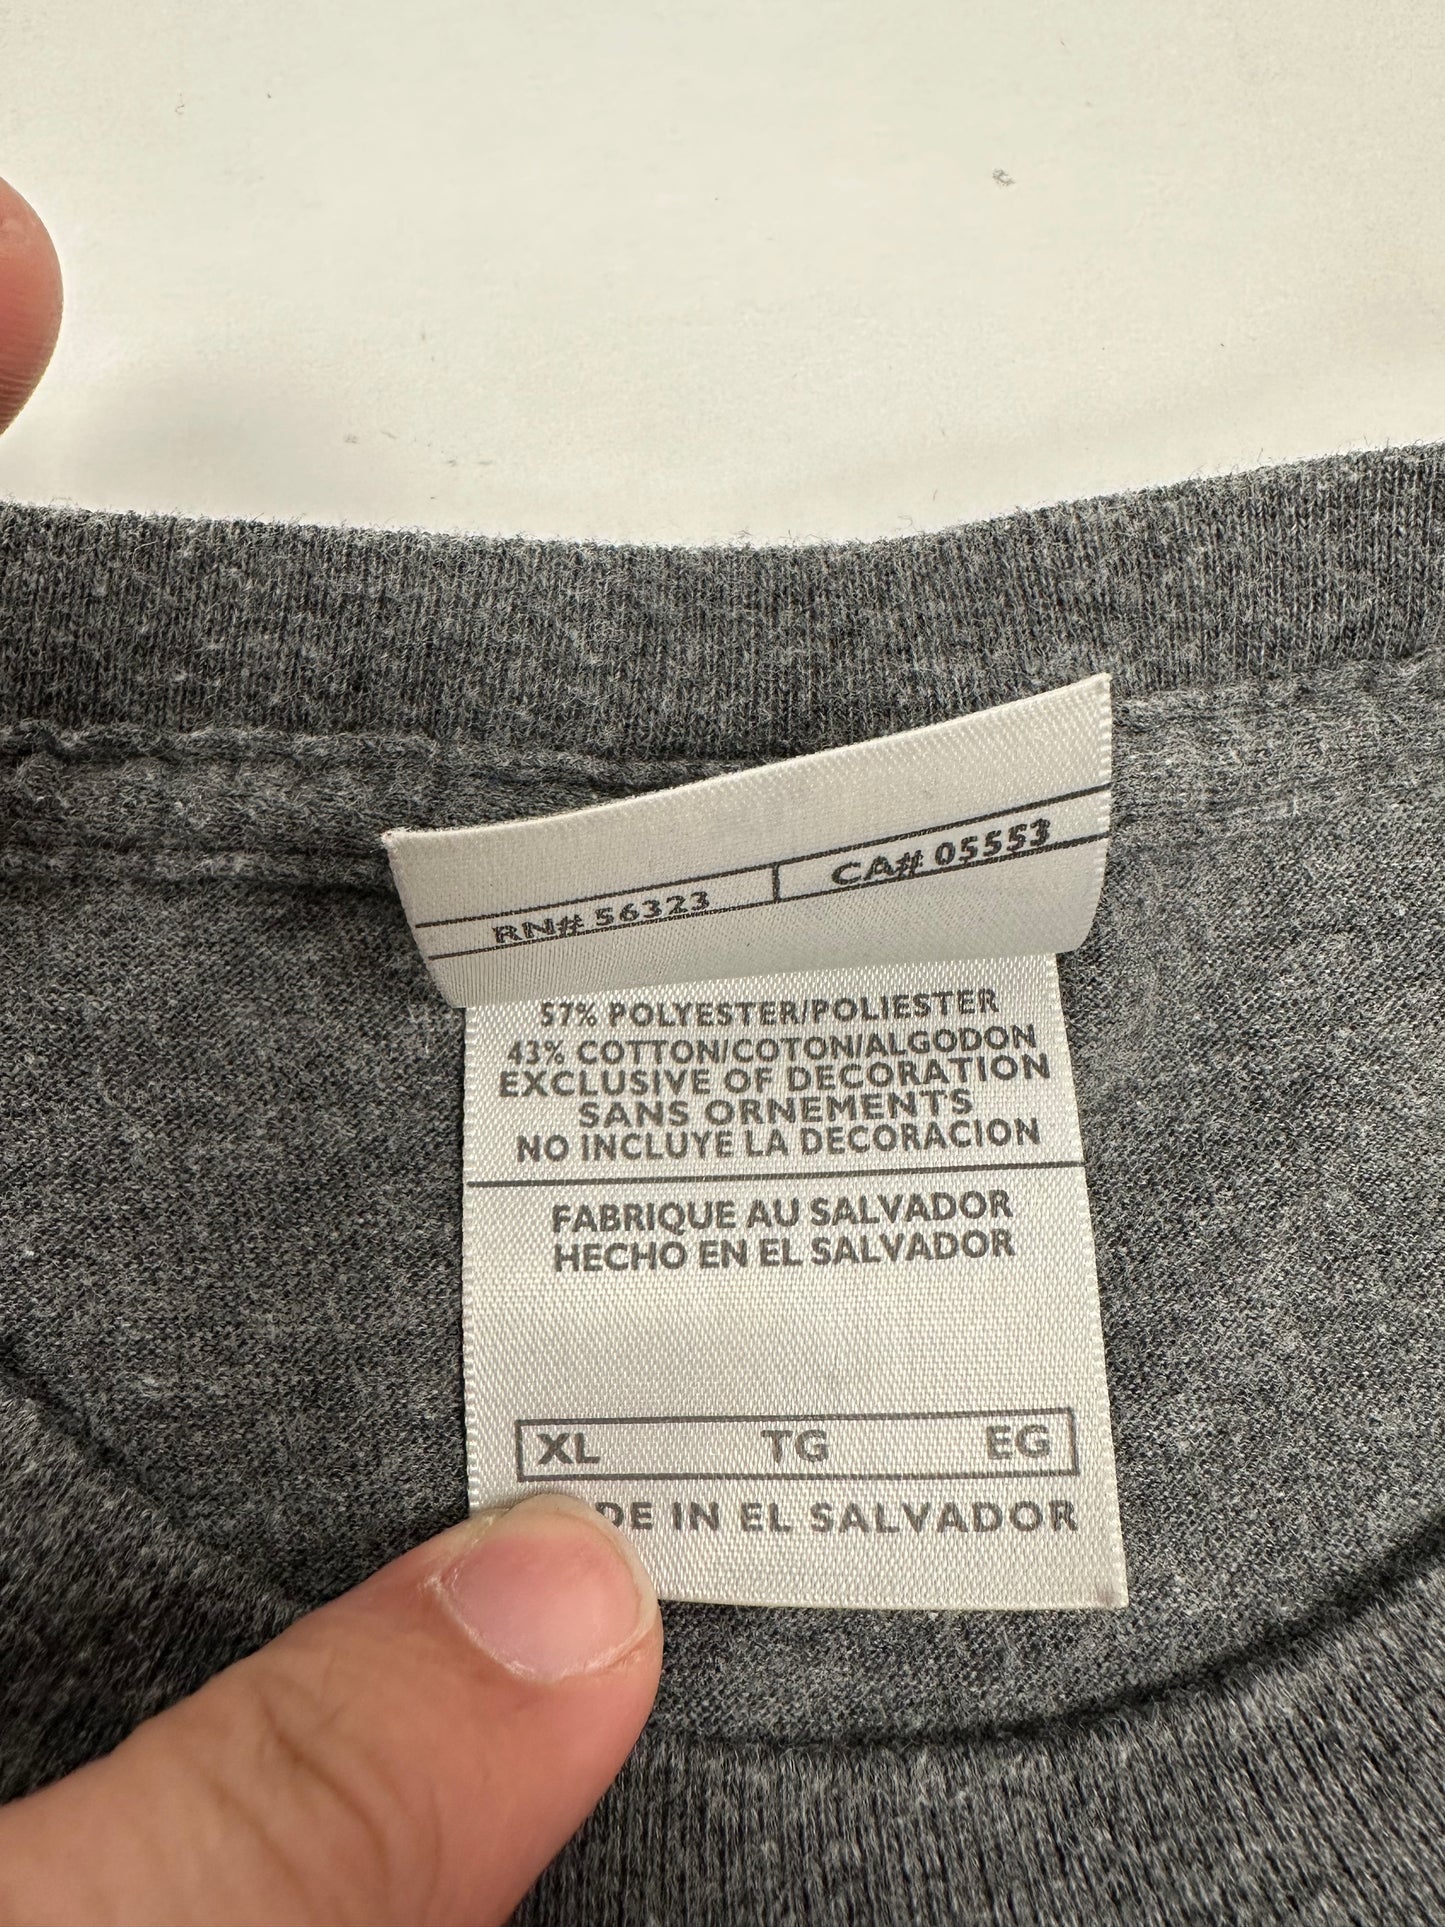 RN# 56323 CA# 05553
57% POLYESTER/POLIESTER
43% COTTON/COTON/ALGODON
EXCLUSIVE OF DECORATION
SANS ORNEMENTS
NO INCLUYE LA DECORACION
FABRIQUE AU SALVADOR
HECHO EN EL SALVADOR
XL TG EG
DE IN EL SALVADOR